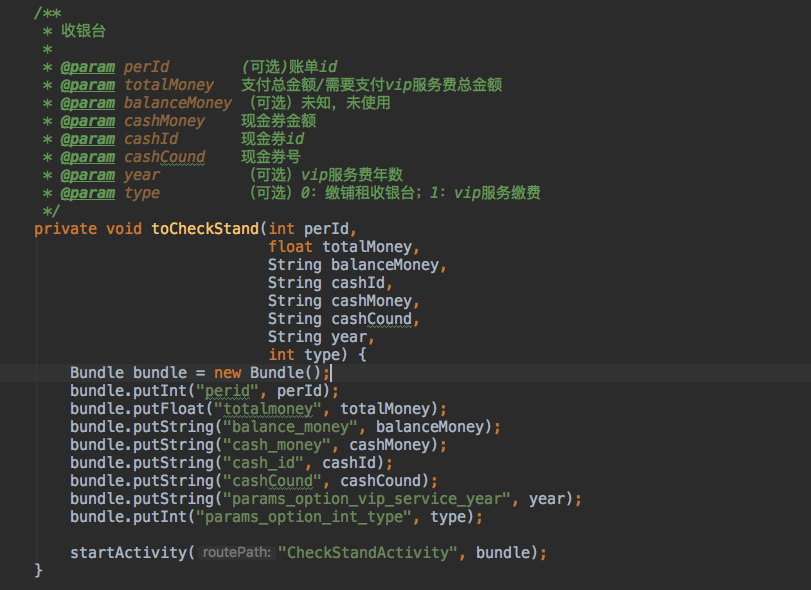 /**
 * 收银台
 *
 * @param perId        (可选)账单id
 * @param totalMoney   支付总金额/需要支付vip服务费总金额
 * @param balanceMoney （可选）未知，未使用
 * @param cashMoney    现金券金额
 * @param cashId       现金券id
 * @param cashCound    现金券号
 * @param year         （可选）vip服务费年数
 * @param type         （可选）0：缴铺租收银台；1：vip服务缴费
 */
private void toCheckStand(int perId,
                          float totalMoney,
                          String balanceMoney,
                          String cashId,
                          String cashMoney,
                          String cashCound,
                          String year,
                          int type) {
    Bundle bundle = new Bundle();
    bundle.putInt("perid", perId);
    bundle.putFloat("totalmoney", totalMoney);
    bundle.putString("balance_money", balanceMoney);
    bundle.putString("cash_money", cashMoney);
    bundle.putString("cash_id", cashId);
    bundle.putString("cashCound", cashCound);
    bundle.putString("params_option_vip_service_year", year);
    bundle.putInt("params_option_int_type", type);

    startActivity( routePath: "CheckStandActivity", bundle);
}